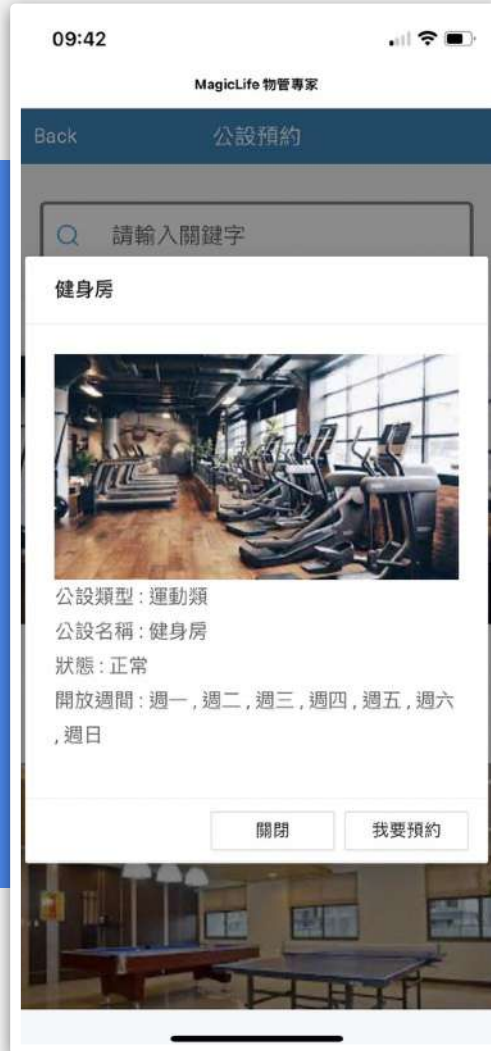 09:42
MagicLife 物管專家
Back
公設預約
請輸入關鍵字
健身房
公設類型 : 運動類
公設名稱 : 健身房
狀態 : 正常
開放週間 : 週一 , 週二 , 週三 , 週四 , 週五 , 週六
, 週日
關閉
我要預約